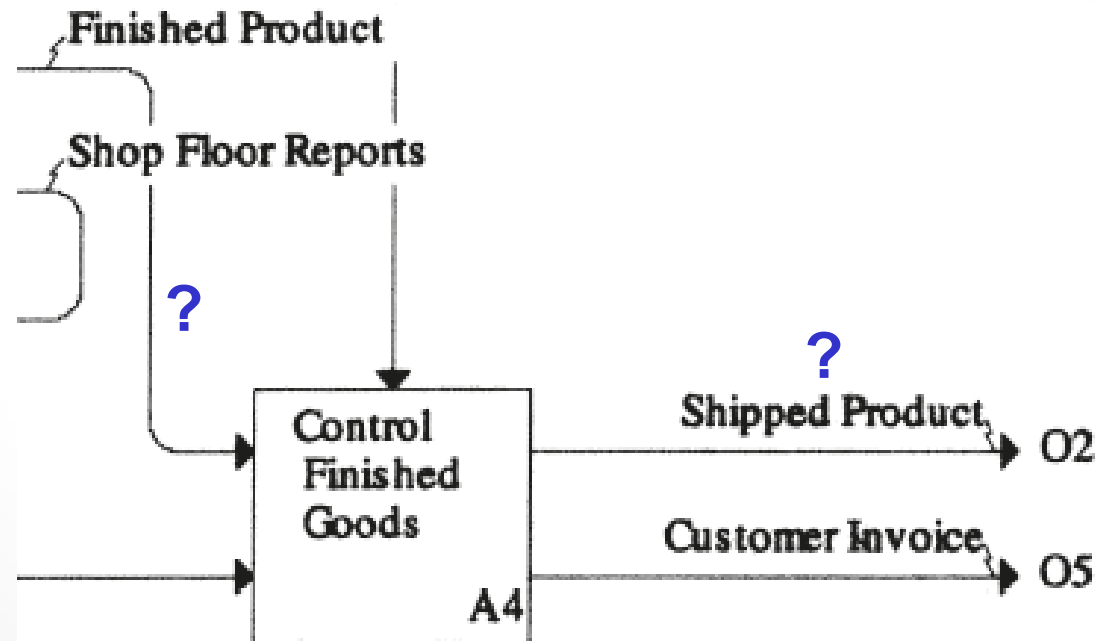 Finished Product
Shop Floor Reports
?
?
Shipped Product
O2
Control
Finished
Goods
Customer Invoice
O5
A4